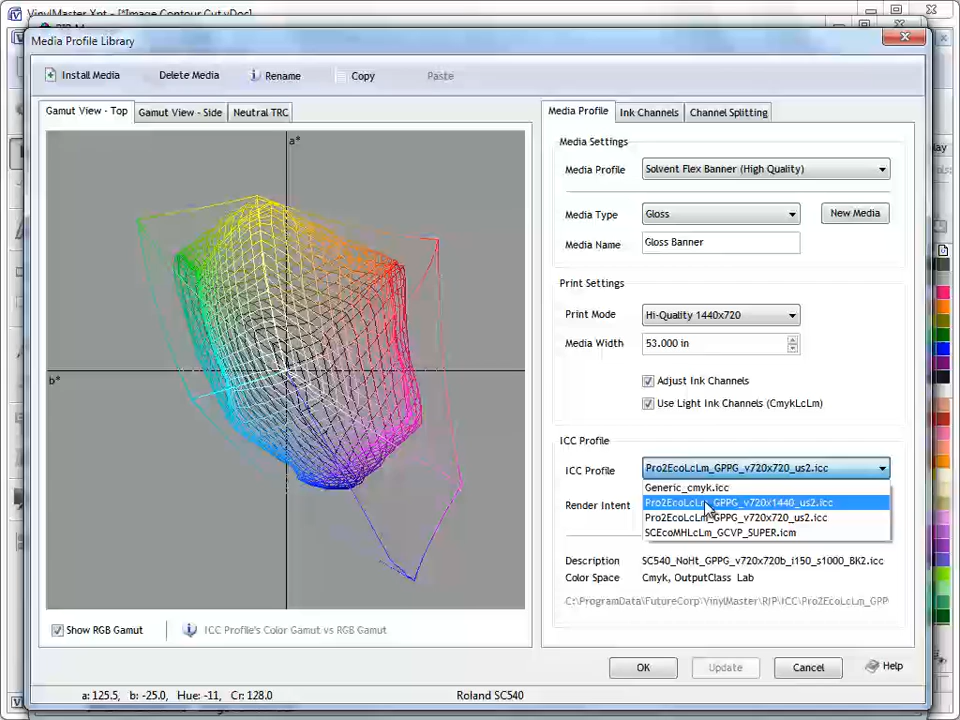 VinylMaster Xpt - [*Image Contour Cut.vDoc]
Media Profile Library
Install Media Delete Media Rename Copy Paste
Gamut View - Top Gamut View - Side Neutral TRC Media Profile Ink Channels Channel Splitting
a*
b*
Media Settings
Media Profile Solvent Flex Banner (High Quality)
Media Type Gloss New Media
Media Name Gloss Banner
Print Settings
Print Mode Hi-Quality 1440x720
Media Width 53.000 in
Adjust Ink Channels
Use Light Ink Channels (CmykLcLm)
ICC Profile
ICC Profile Pro2EcoLcLm_GPPG_v720x720_us2.icc
Generic_cmyk.icc
Pro2EcoLcLm_GPPG_v720x1440_us2.icc
Render Intent
Pro2EcoLcLm_GPPG_v720x720_us2.icc
SCEcoMHLcLm_GCVP_SUPER.icm
Description SC540_NoHt_GPPG_v720x720b_i150_s1000_BK2.icc
Color Space Cmyk, OutputClass Lab
C:\ProgramData\FutureCorp\VinylMaster\RIP\ICC\Pro2EcoLcLm_GPPG
Show RGB Gamut ICC Profile's Color Gamut vs RGB Gamut
OK Update Cancel Help
a: 125.5, b: -25.0, Hue: -11, Cr: 128.0 Roland SC540